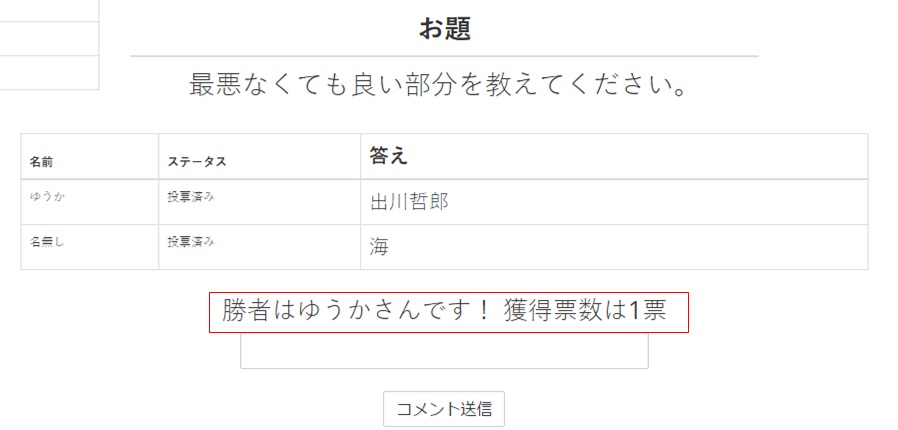 お題
最悪なくても良い部分を教えてください。
名前 ステータス 答え
ゆうか 投票済み 出川哲郎
名無し 投票済み 海
勝者はゆうかさんです！ 獲得票数は1票
コメント送信